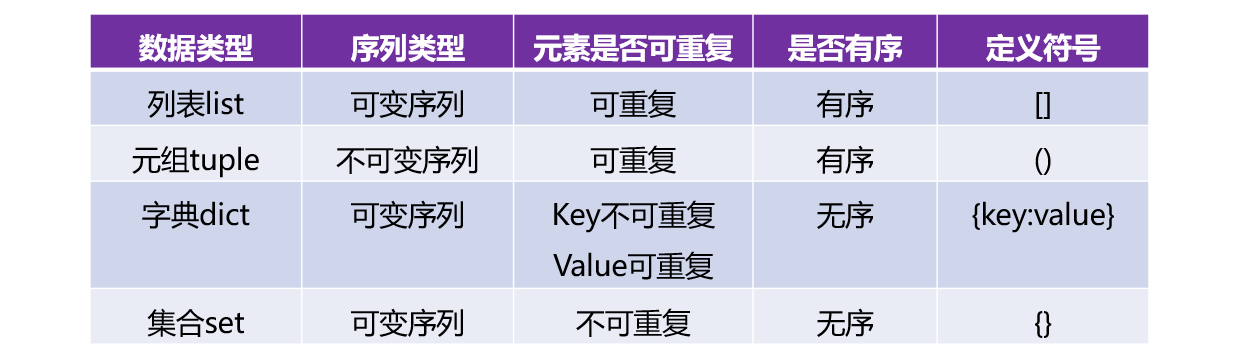 数据类型 序列类型 元素是否可重复 是否有序 定义符号
列表list 可变序列 可重复 有序 []
元组tuple 不可变序列 可重复 有序 ()
字典dict 可变序列 Key不可重复 无序 {key:value}
Value可重复
集合set 可变序列 不可重复 无序 {}